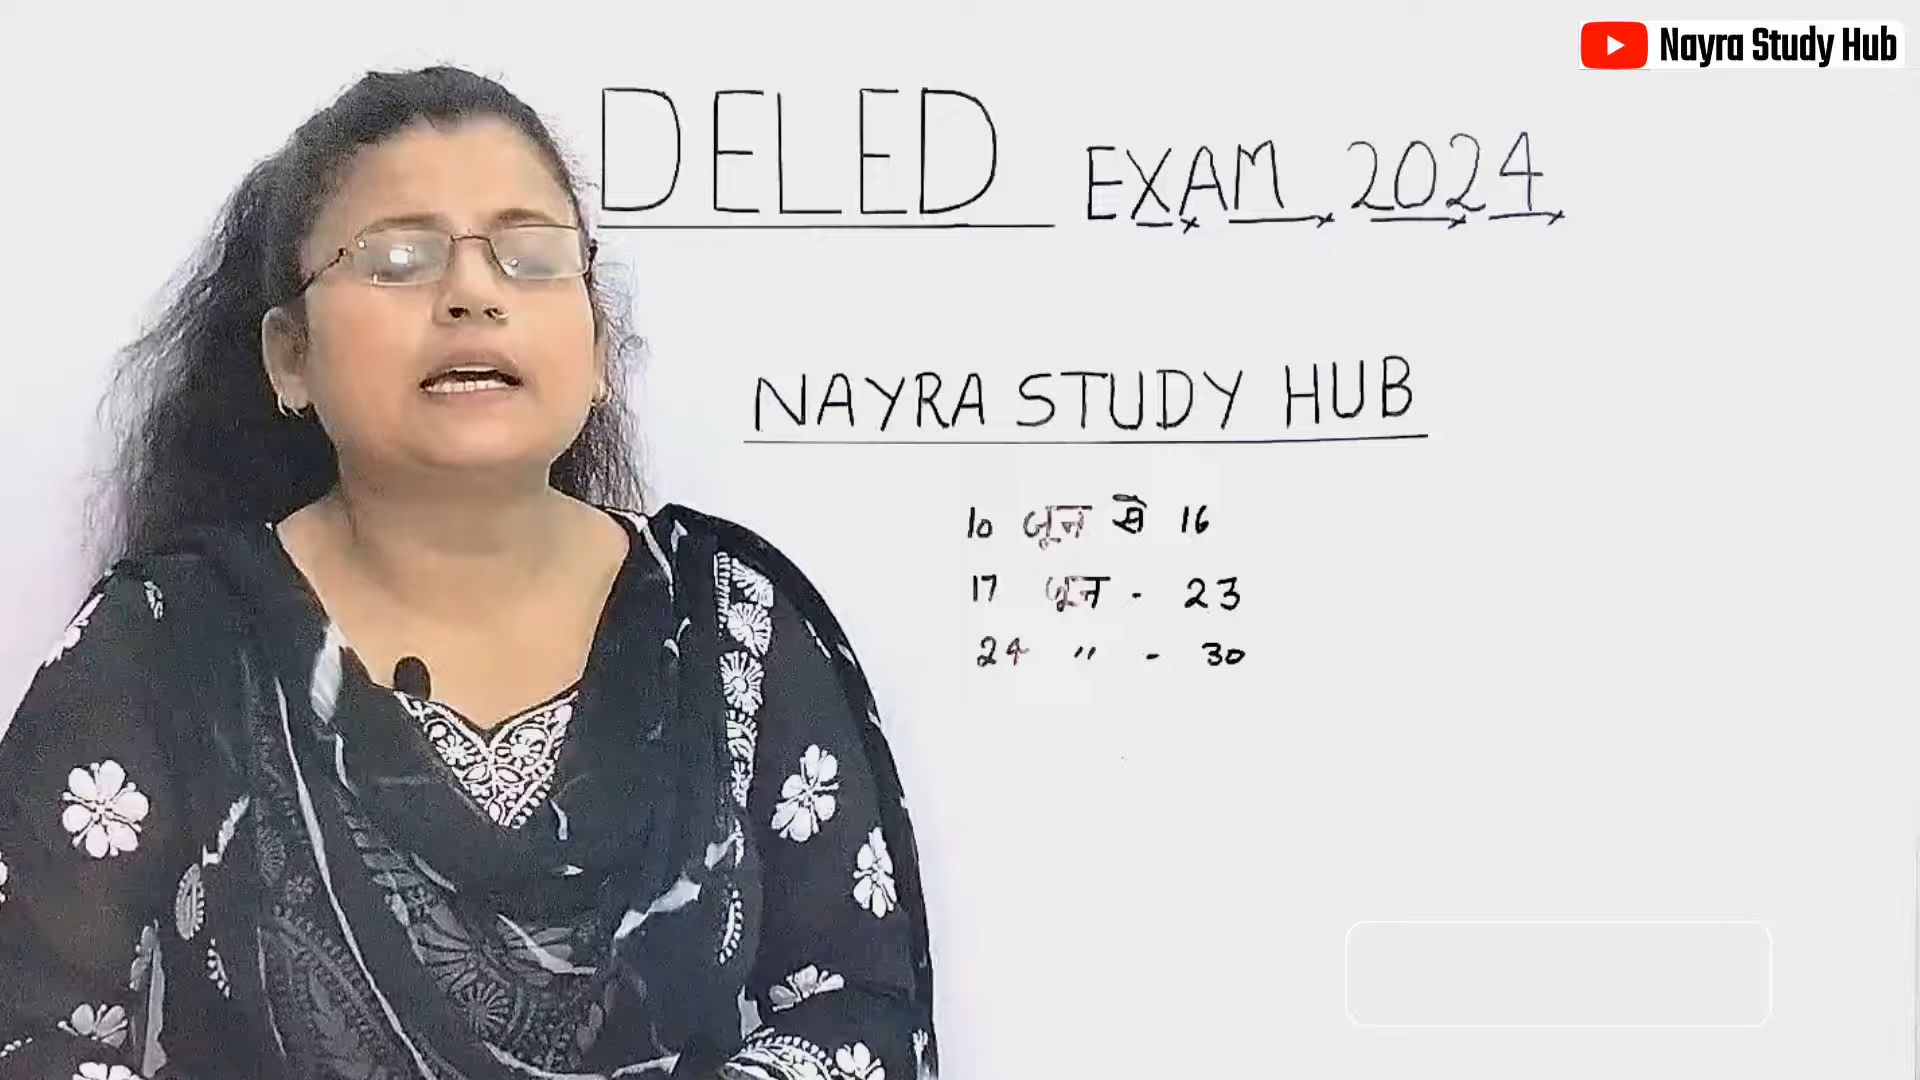 Nayra Study Hub
DELED EXAM 2024
NAYRA STUDY HUB
10 जून से 16
17 जून - 23
24 " - 30